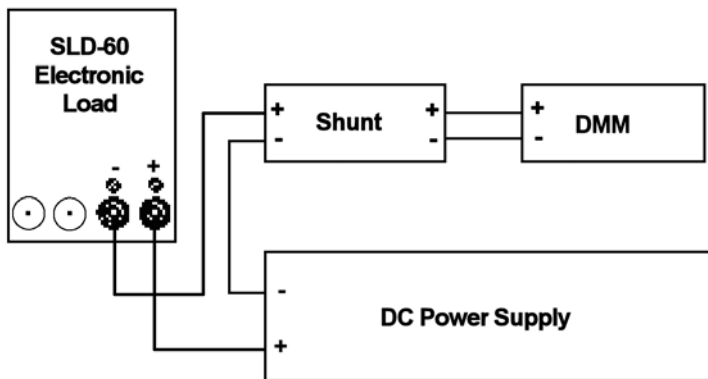 SLD-60
Electronic
Load
- +
+ Shunt +
- -
+ DMM
-
-
DC Power Supply
+